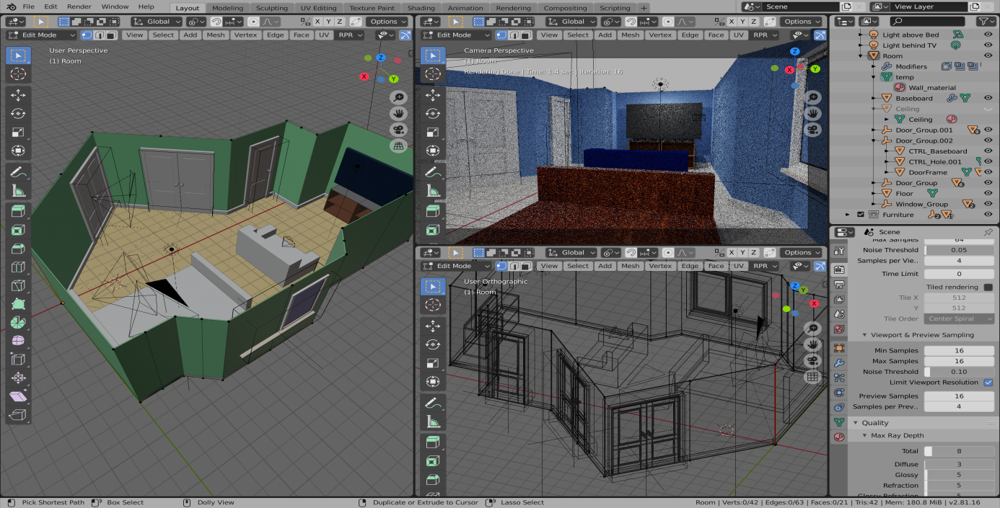 File Edit Render Window Help Layout Modeling Sculpting UV Editing Texture Paint Shading Animation Rendering Compositing Scripting + Scene View Layer
Global X Y Z Options
Edit Mode View Select Add Mesh Vertex Edge Face UV RPR
User Perspective
(1) Room
Z
X
Y
Global X Y Z Options
Edit Mode View Select Add Mesh Vertex Edge Face UV RPR
Camera Perspective
(1) Room
Rendering Done | Time: 1.4 sec | Iteration: 16
Z
X
Y
Global X Y Z Options
Edit Mode View Select Add Mesh Vertex Edge Face UV RPR
User Orthographic
(1) Room
Z
Y
X
Light above Bed
Light behind TV
Room
Modifiers
temp
Wall_material
Baseboard
Ceiling
Ceiling
Door_Group.001
Door_Group.002
CTRL_Baseboard
CTRL_Hole.001
DoorFrame
Door_Group
Floor
Window_Group
Furniture
Scene
Max Samples 64
Noise Threshold 0.05
Samples per Vie.. 4
Time Limit 0
Tiled rendering
Tile X 512
Y 512
Tile Order Center Spiral
Viewport & Preview Sampling
Min Samples 16
Max Samples 16
Noise Threshold 0.10
Limit Viewport Resolution
Preview Samples 16
Samples per Prev.. 4
Quality
Max Ray Depth
Total 8
Diffuse 3
Glossy 5
Refraction 5
Glossy Refraction 5
Pick Shortest Path Box Select Dolly View Duplicate or Extrude to Cursor Lasso Select Room | Verts:0/42 | Edges:0/63 | Faces:0/21 | Tris:42 | Mem: 180.8 MiB | v2.81.16